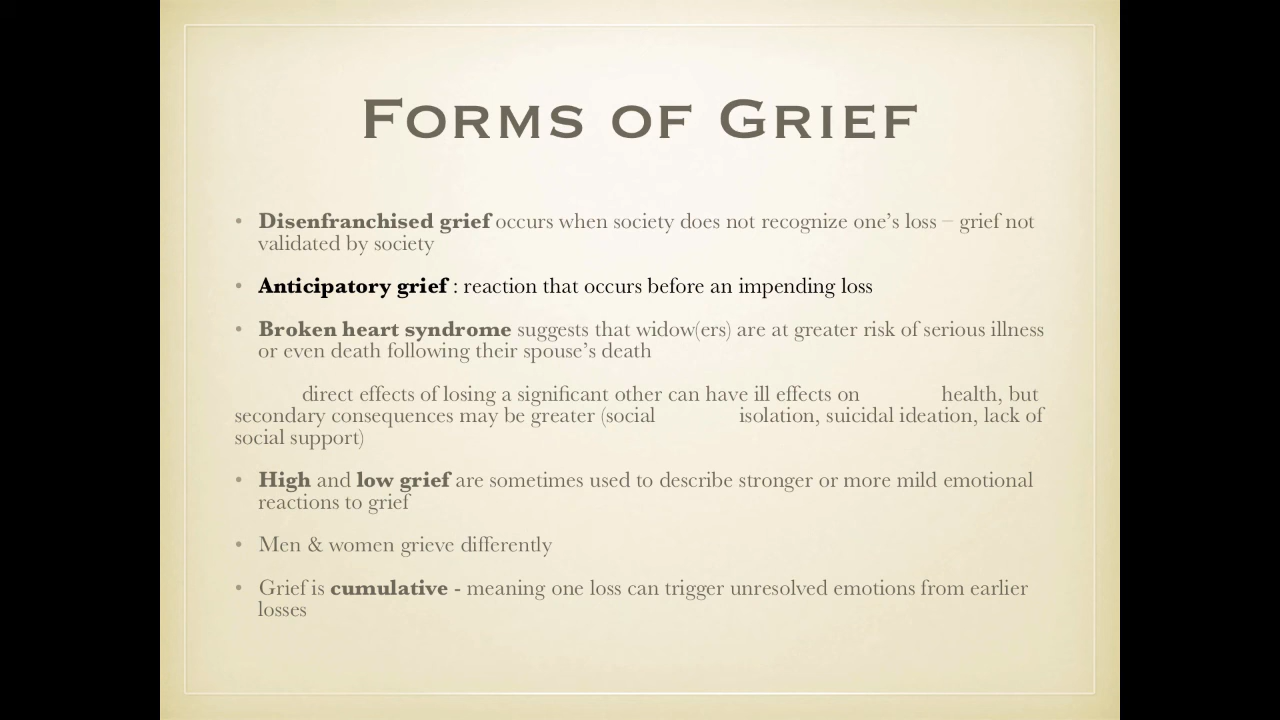 Forms of Grief
• Disenfranchised grief occurs when society does not recognize one's loss – grief not
validated by society
• Anticipatory grief : reaction that occurs before an impending loss
• Broken heart syndrome suggests that widow(ers) are at greater risk of serious illness
or even death following their spouse's death
direct effects of losing a significant other can have ill effects on health, but
secondary consequences may be greater (social isolation, suicidal ideation, lack of
social support)
• High and low grief are sometimes used to describe stronger or more mild emotional
reactions to grief
• Men & women grieve differently
• Grief is cumulative - meaning one loss can trigger unresolved emotions from earlier
losses